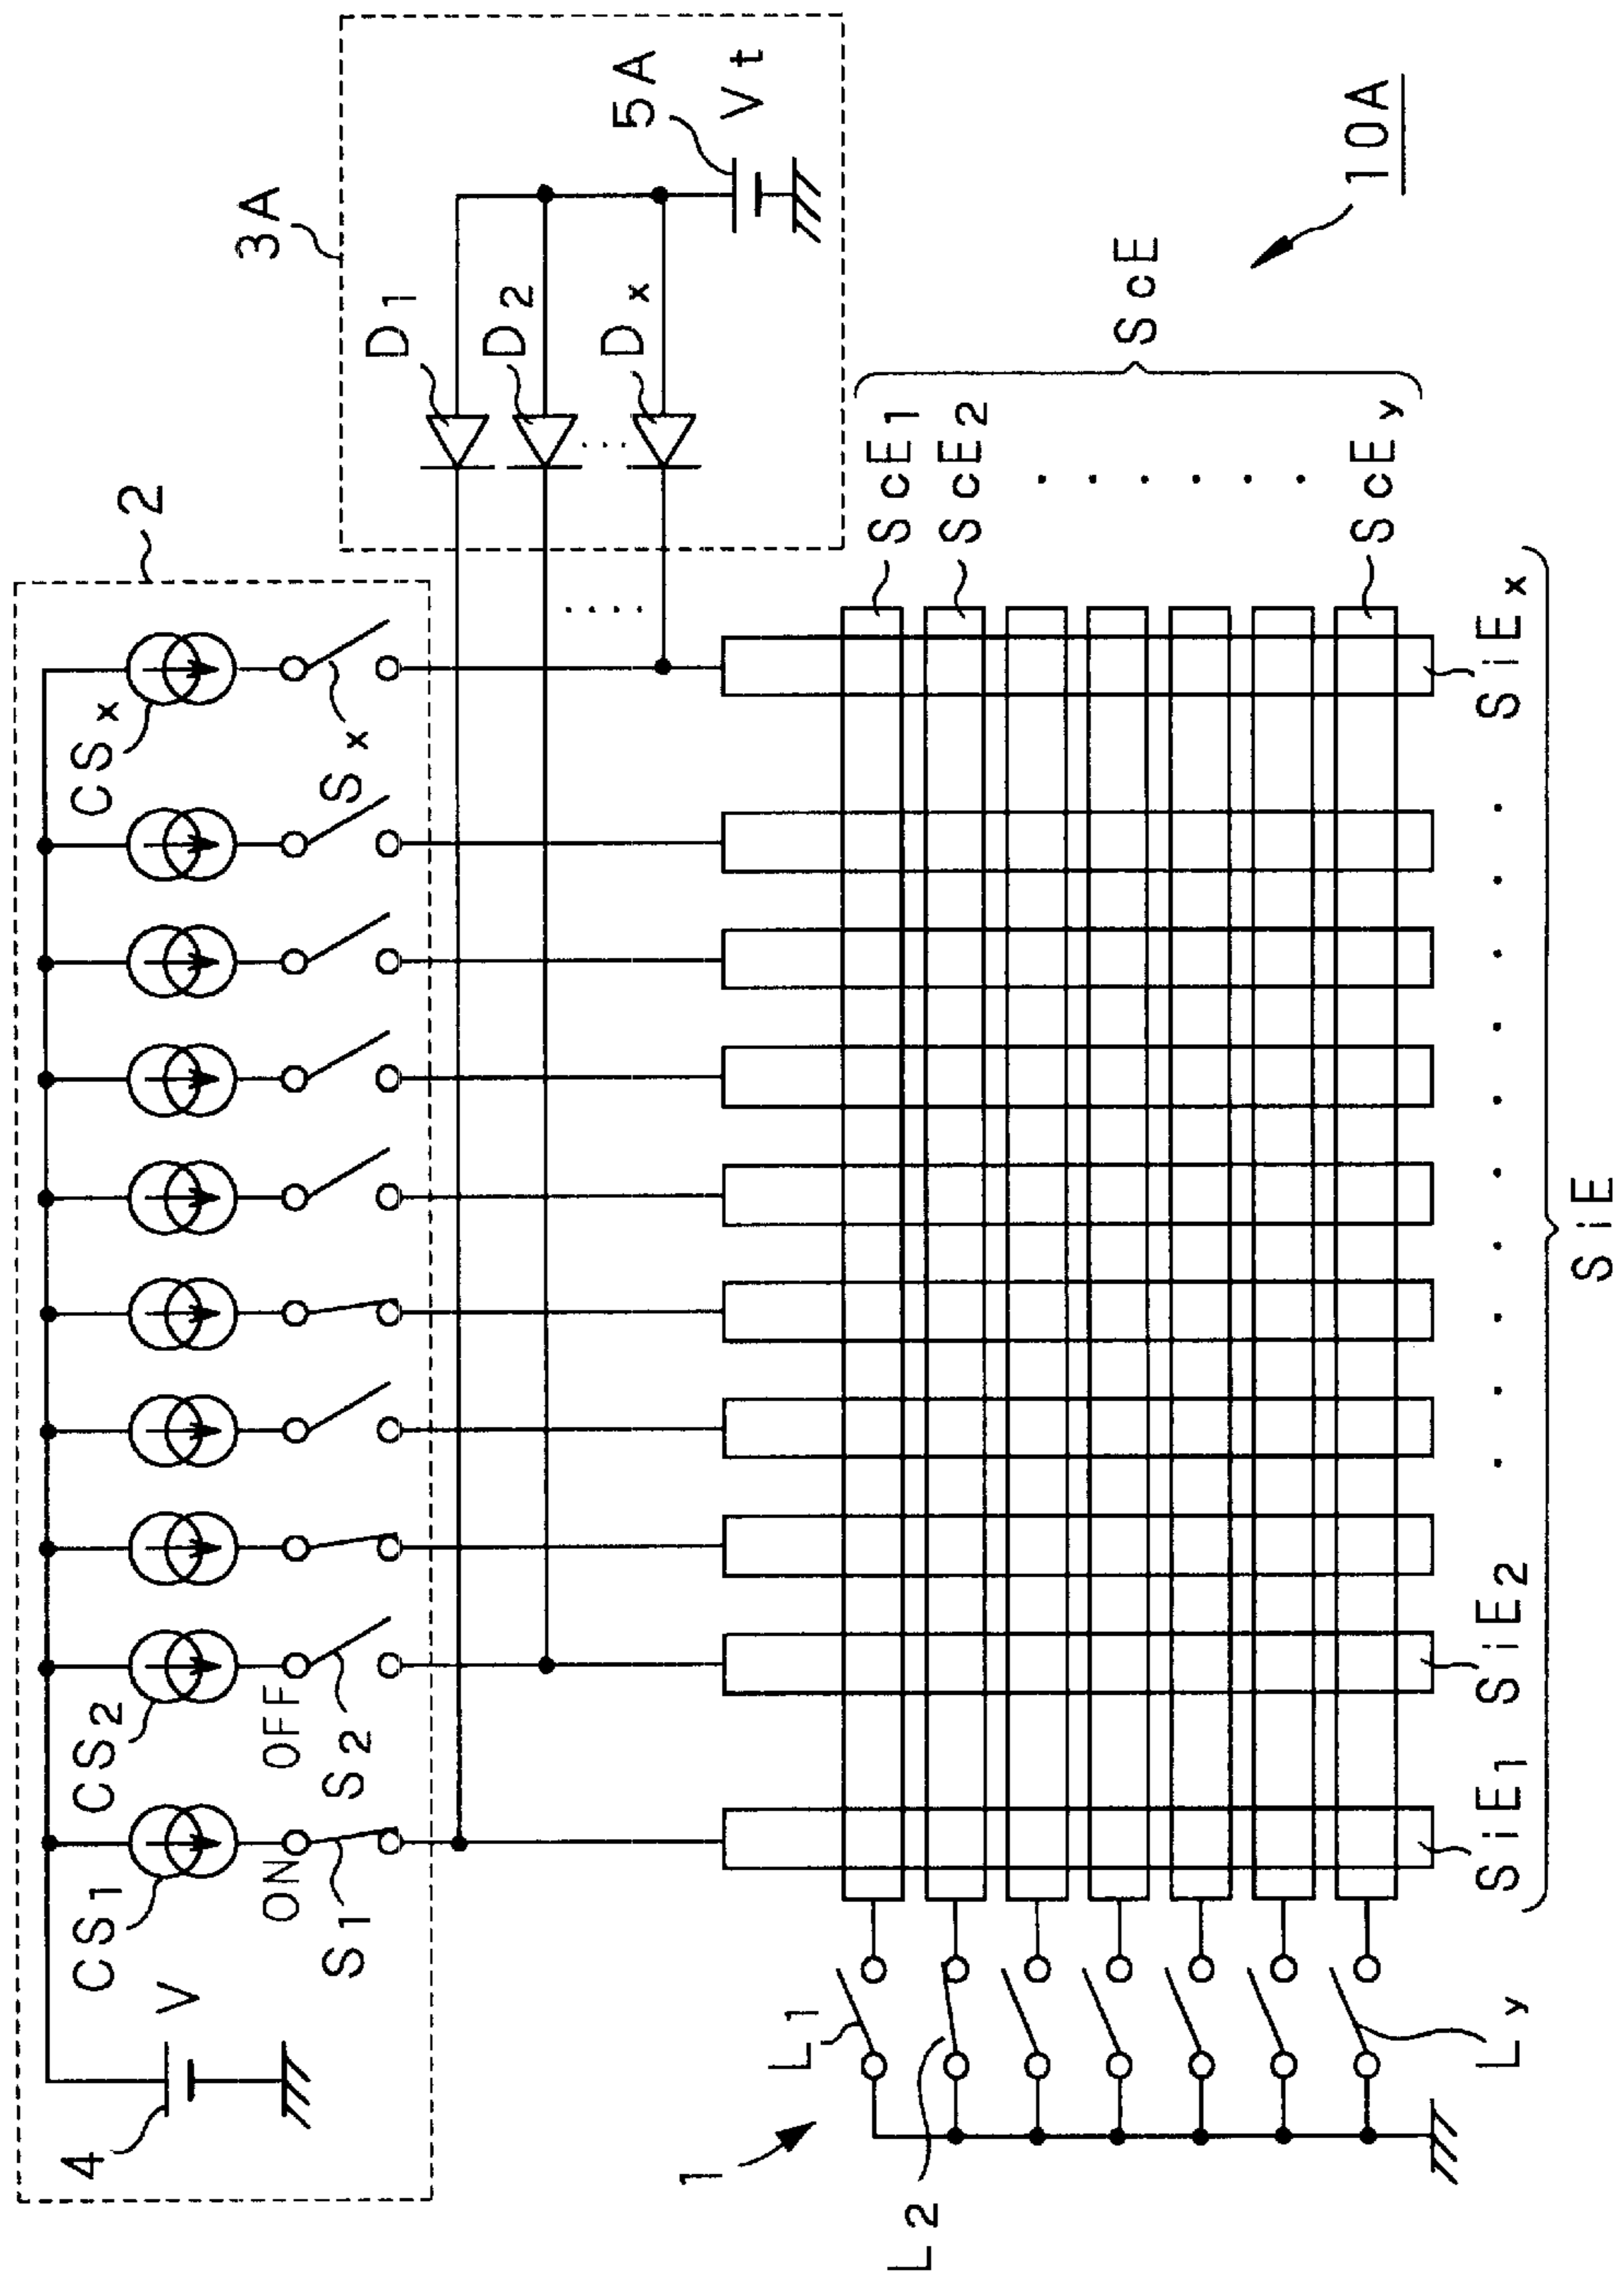 2
4
V
CS1
CS2
CSx
ON
OFF
S1
S2
Sx
3A
D1
D2
Dx
....
....
5A
Vt
10A
1
L1
L2
Ly
ScE1
ScE2
......
ScEy
ScE
SiE1
SiE2
..........
SiEx
SiE